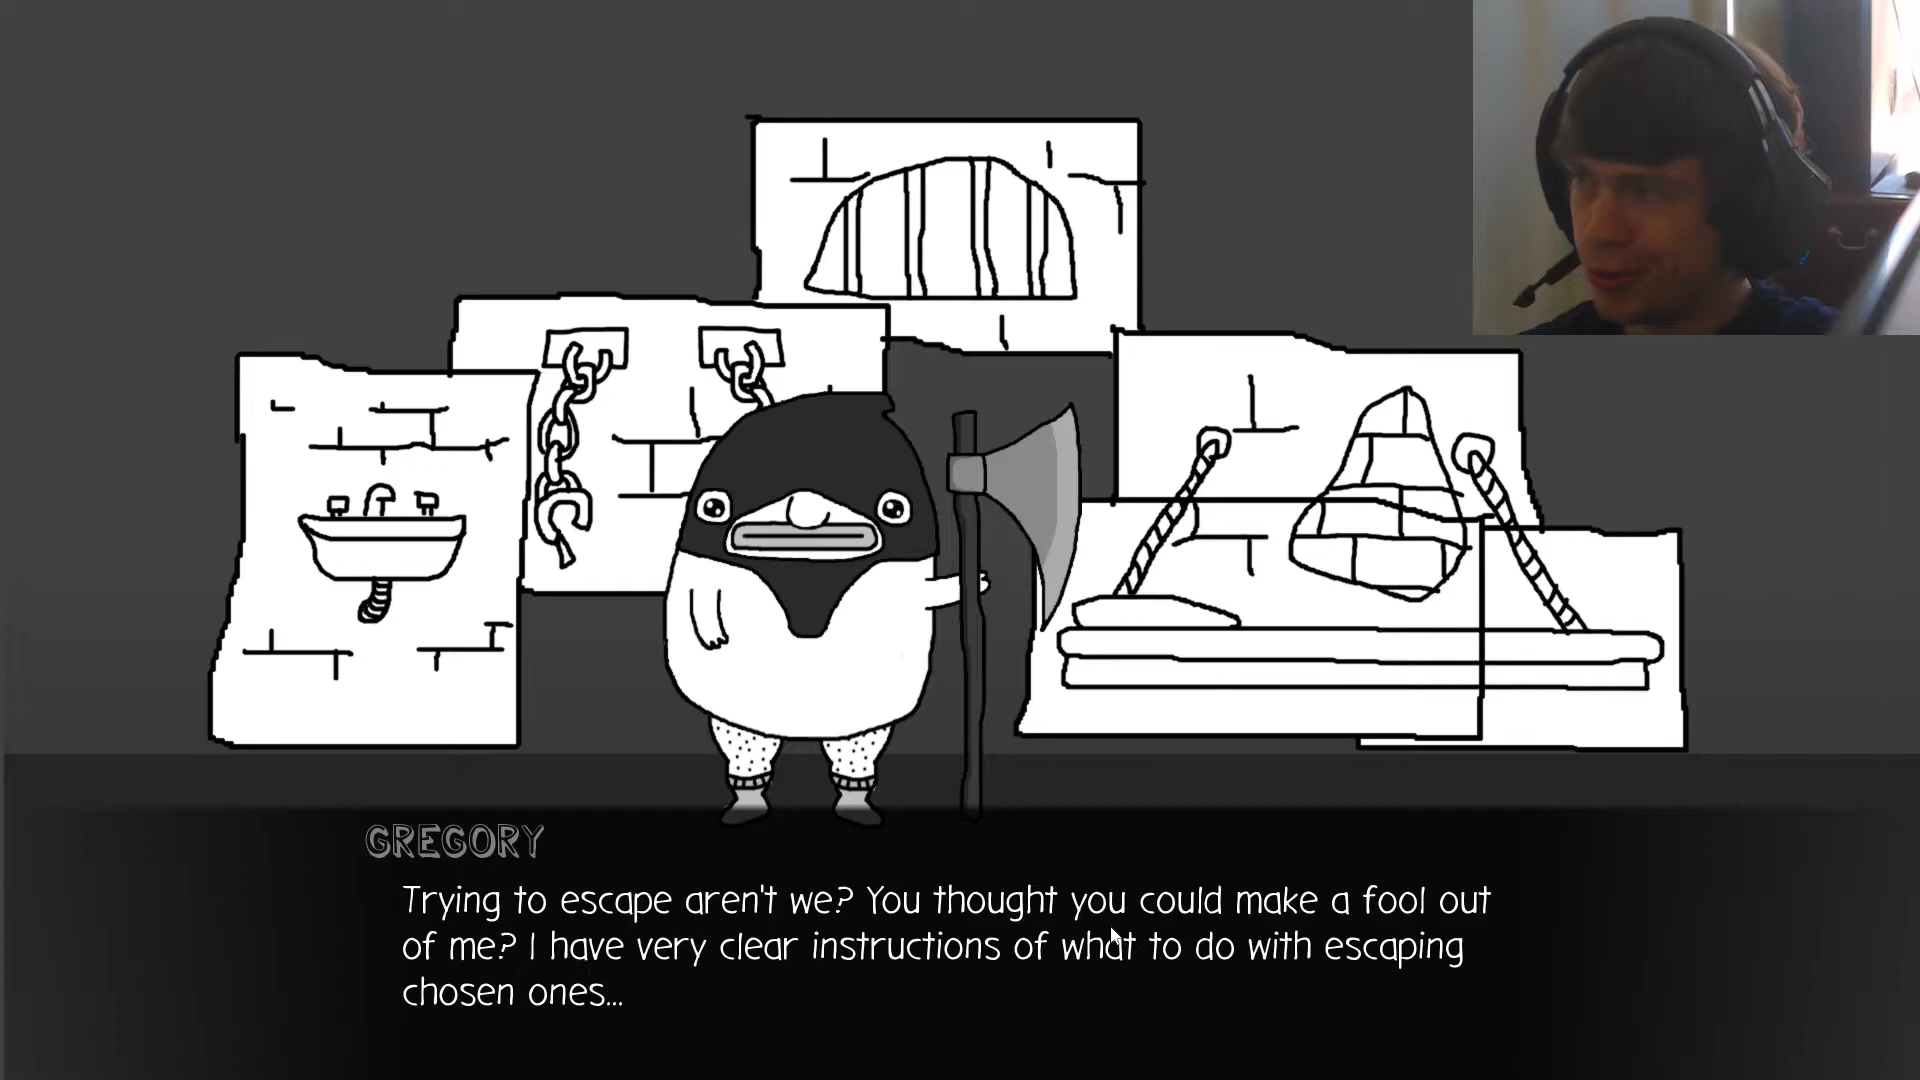 GREGORY
Trying to escape aren't we? You thought you could make a fool out
of me? I have very clear instructions of what to do with escaping
chosen ones...